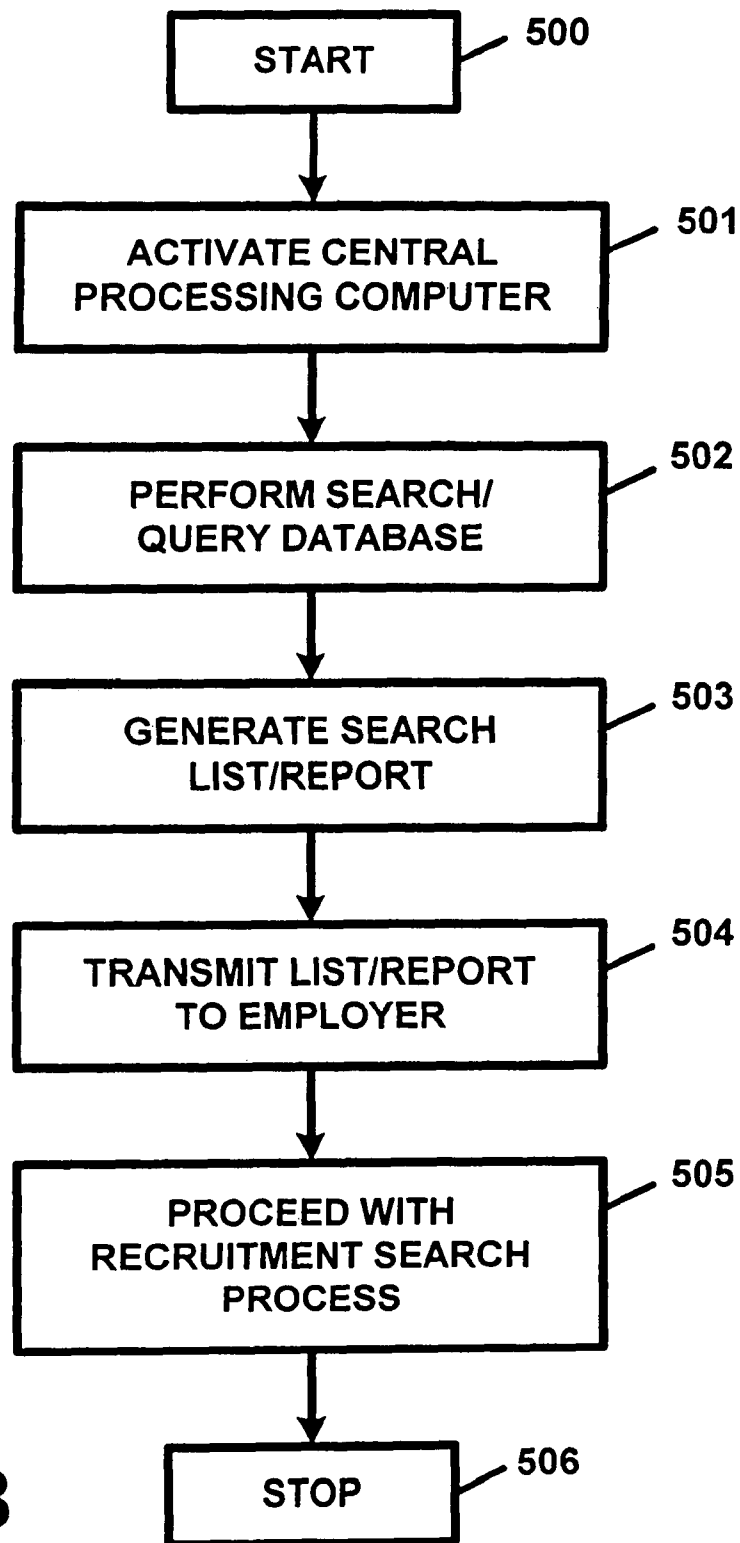 START
500
ACTIVATE CENTRAL
PROCESSING COMPUTER
501
PERFORM SEARCH/
QUERY DATABASE
502
GENERATE SEARCH
LIST/REPORT
503
TRANSMIT LIST/REPORT
TO EMPLOYER
504
PROCEED WITH
RECRUITMENT SEARCH
PROCESS
505
STOP
506